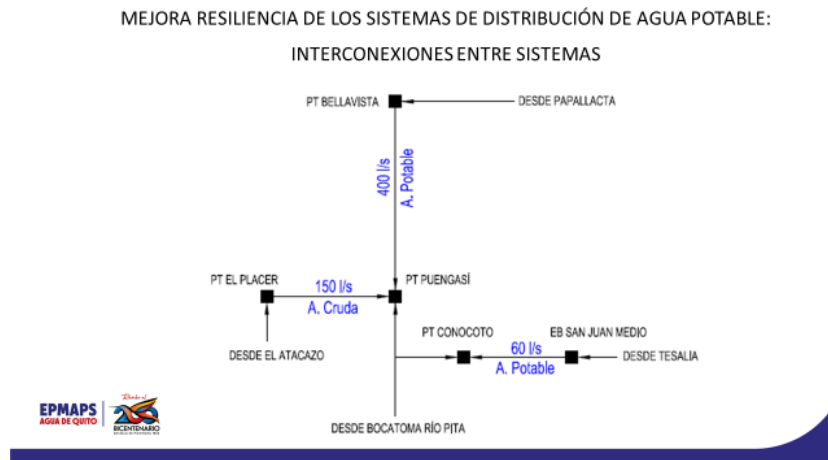 MEJORA RESILIENCIA DE LOS SISTEMAS DE DISTRIBUCIÓN DE AGUA POTABLE:
INTERCONEXIONES ENTRE SISTEMAS
PT BELLAVISTA
DESDE PAPALLACTA
400 l/s
A. Potable
PT EL PLACER
150 l/s
A. Cruda
PT PUENGASÍ
DESDE EL ATACAZO
PT CONOCOTO
EB SAN JUAN MEDIO
60 l/s
A. Potable
DESDE TESALIA
DESDE BOCATOMA RÍO PITA
EPMAPS
AGUA DE QUITO
BICENTENARIO